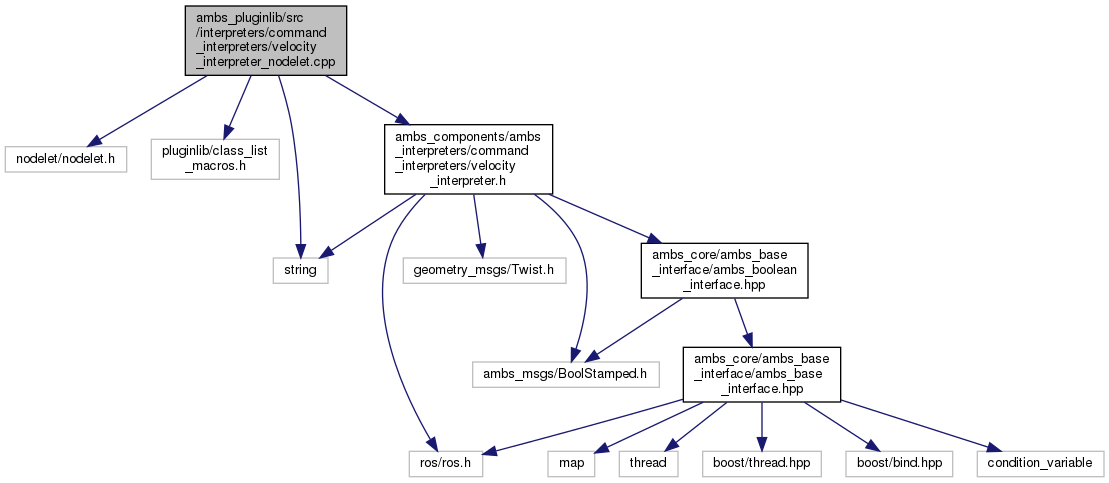 ambs_pluginlib/src
/interpreters/command
_interpreters/velocity
_interpreter_nodelet.cpp
nodelet/nodelet.h
pluginlib/class_list
_macros.h
ambs_components/ambs
_interpreters/command
_interpreters/velocity
_interpreter.h
string
geometry_msgs/Twist.h
ambs_core/ambs_base
_interface/ambs_boolean
_interface.hpp
ambs_msgs/BoolStamped.h
ambs_core/ambs_base
_interface/ambs_base
_interface.hpp
ros/ros.h
map
thread
boost/thread.hpp
boost/bind.hpp
condition_variable